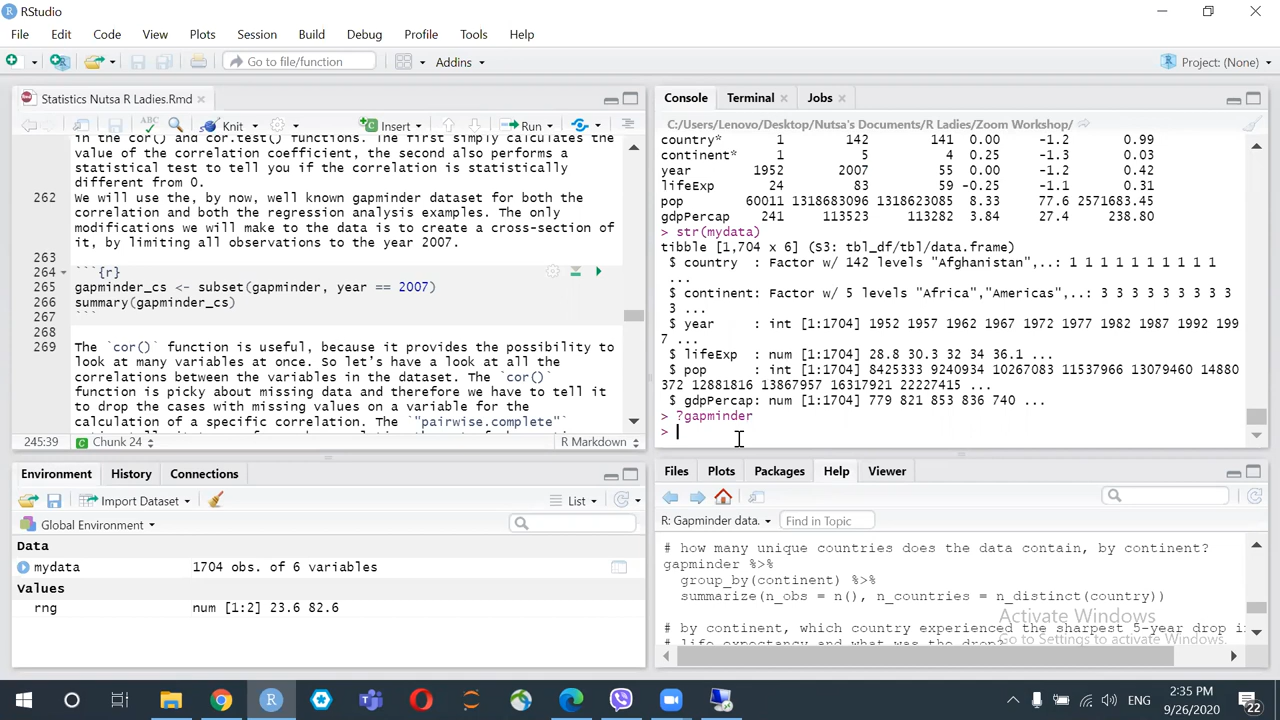 RStudio
File Edit Code View Plots Session Build Debug Profile Tools Help
Go to file/function Addins Project: (None)
Statistics Nutsa R Ladies.Rmd
ABC Knit Insert Run
in the cor() and cor.test() functions. The first simply calculates the
value of the correlation coefficient, the second also performs a
statistical test to tell you if the correlation is statistically
different from 0.
262 We will use the, by now, well known gapminder dataset for both the
correlation and both the regression analysis examples. The only
modifications we will make to the data is to create a cross-section of
it, by limiting all observations to the year 2007.
263
264 ```{r}
265 gapminder_cs <- subset(gapminder, year == 2007)
266 summary(gapminder_cs)
267 ```
268
269 The `cor()` function is useful, because it provides the possibility to
look at many variables at once. So let's have a look at all the
correlations between the variables in the dataset. The `cor()`
function is picky about missing data and therefore we have to tell it
to drop the cases with missing values on a variable for the
calculation of a specific correlation. The `"pairwise.complete"
245:39 Chunk 24 R Markdown
Console Terminal Jobs
C:/Users/Lenovo/Desktop/Nutsa's Documents/R Ladies/Zoom Workshop/
country* 1 142 141 0.00 -1.2 0.99
continent* 1 5 4 0.25 -1.3 0.03
year 1952 2007 55 0.00 -1.2 0.42
lifeExp 24 83 59 -0.25 -1.1 0.31
pop 60011 1318683096 1318623085 8.33 77.6 2571683.45
gdpPercap 241 113523 113282 3.84 27.4 238.80
> str(mydata)
tibble [1,704 x 6] (S3: tbl_df/tbl/data.frame)
$ country : Factor w/ 142 levels "Afghanistan",..: 1 1 1 1 1 1 1 1 1 1
...
$ continent: Factor w/ 5 levels "Africa","Americas",..: 3 3 3 3 3 3 3 3 3
3 ...
$ year : int [1:1704] 1952 1957 1962 1967 1972 1977 1982 1987 1992 199
7 ...
$ lifeExp : num [1:1704] 28.8 30.3 32 34 36.1 ...
$ pop : int [1:1704] 8425333 9240934 10267083 11537966 13079460 14880
372 12881816 13867957 16317921 22227415 ...
$ gdpPercap: num [1:1704] 779 821 853 836 740 ...
> ?gapminder
>
Environment History Connections
Import Dataset List
Global Environment
Data
mydata 1704 obs. of 6 variables
Values
rng num [1:2] 23.6 82.6
Files Plots Packages Help Viewer
R: Gapminder data. Find in Topic
# how many unique countries does the data contain, by continent?
gapminder %>%
group_by(continent) %>%
summarize(n_obs = n(), n_countries = n_distinct(country))
# by continent, which country experienced the sharpest 5-year drop i
# life expectancy and what was the drop?
Activate Windows
Go to Settings to activate Windows.
ENG 2:35 PM
9/26/2020
22